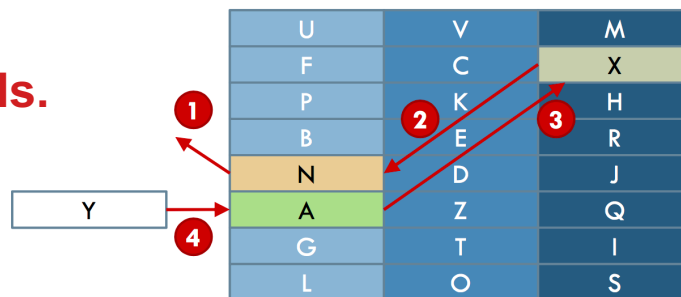 U V M
F C X
ls.
1 P K 2 3 H
B E R
N D J
Y A Z Q
4 G T I
L O S